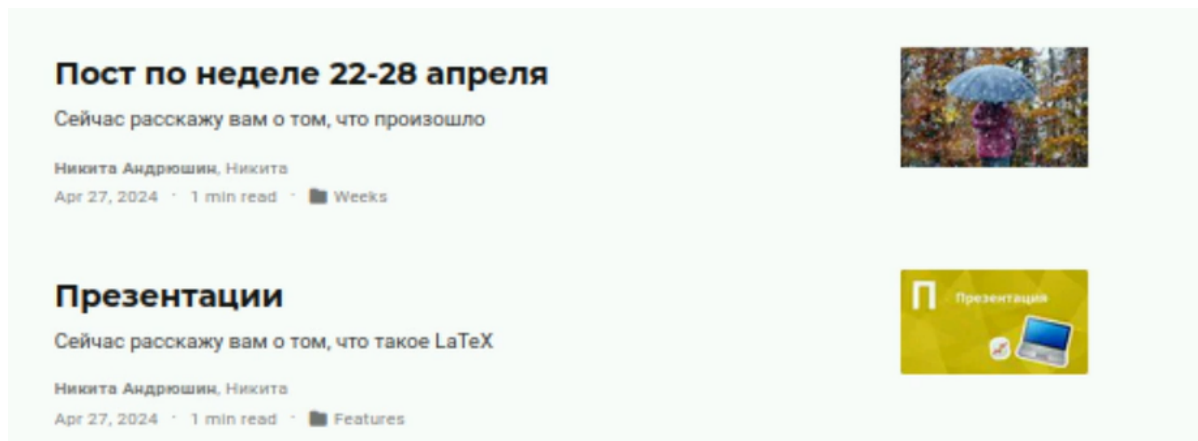 Пост по неделе 22-28 апреля
Сейчас расскажу вам о том, что произошло
Никита Андрюшин, Никита
Apr 27, 2024 · 1 min read · Weeks
Презентации
П Презентация
Сейчас расскажу вам о том, что такое LaTeX
Никита Андрюшин, Никита
Apr 27, 2024 · 1 min read · Features